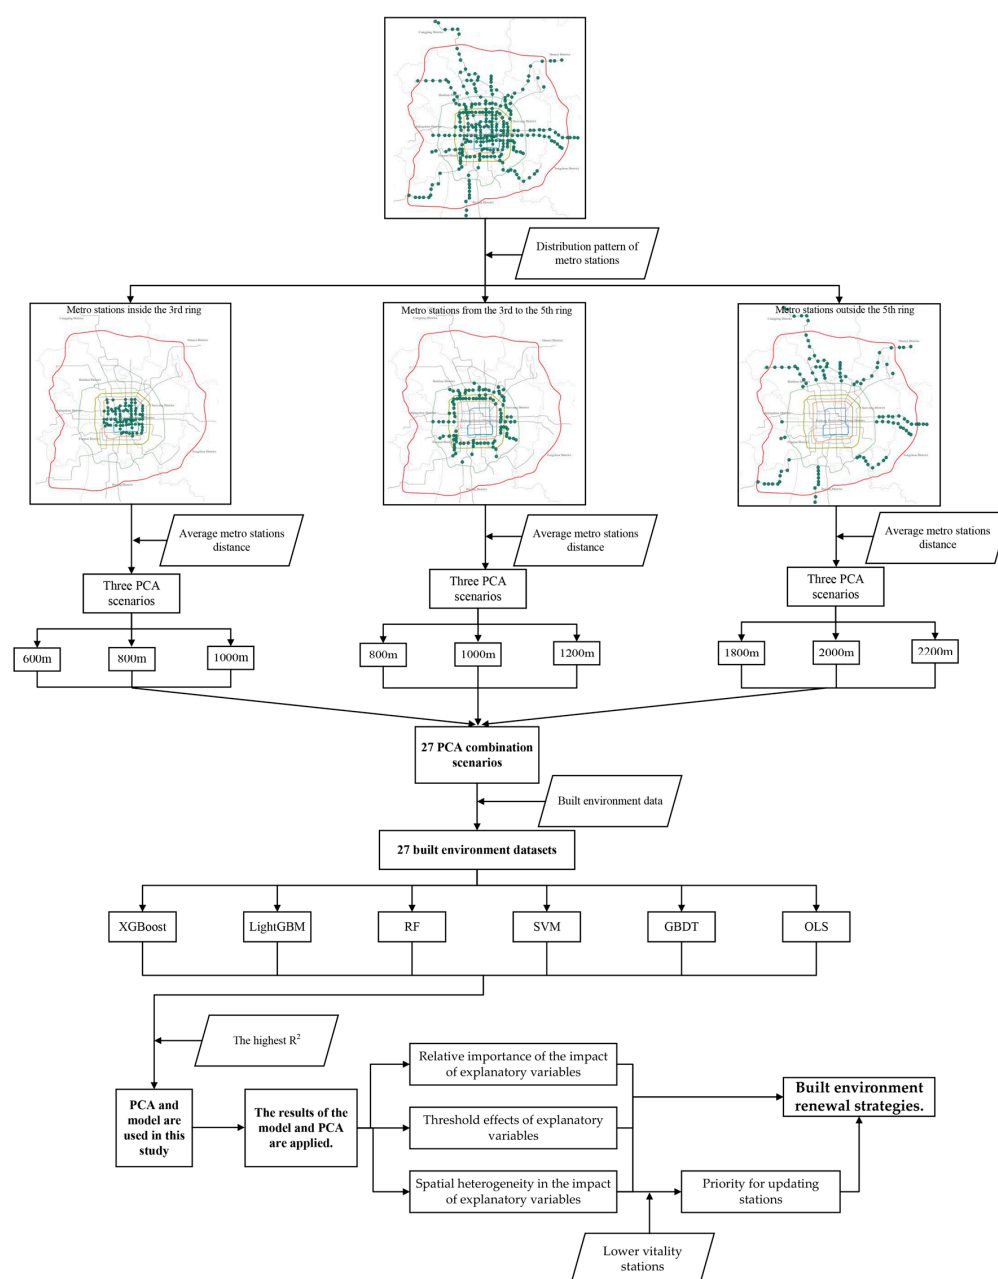 Distribution pattern of
metro stations
Metro stations inside the 3rd ring
Metro stations from the 3rd to the 5th ring
Metro stations outside the 5th ring
Average metro stations
distance
Average metro stations
distance
Average metro stations
distance
Three PCA
scenarios
Three PCA
scenarios
Three PCA
scenarios
600m
800m
1000m
800m
1000m
1200m
1800m
2000m
2200m
27 PCA combination
scenarios
Built environment data
27 built environment datasets
XGBoost
LightGBM
RF
SVM
GBDT
OLS
The highest R²
PCA and
model are
used in this
study
The results of the
model and PCA
are applied.
Relative importance of the impact
of explanatory variables
Threshold effects of explanatory
variables
Spatial heterogeneity in the impact
of explanatory variables
Built environment
renewal strategies.
Priority for updating
stations
Lower vitality
stations